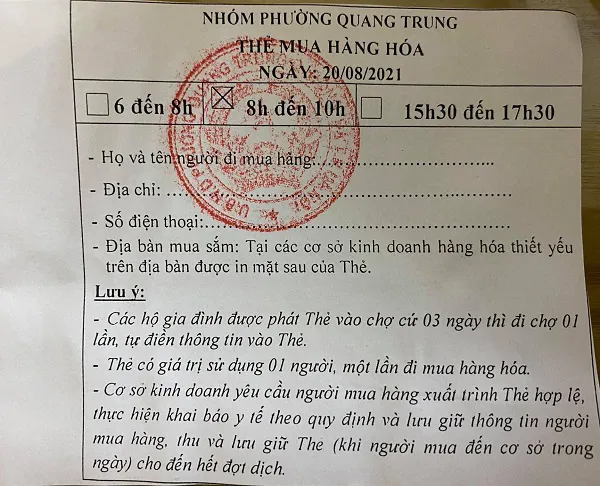 NHÓM PHƯỜNG QUANG TRUNG
THẺ MUA HÀNG HÓA
NGÀY: 20/08/2021
6 đến 8h 8h đến 10h 15h30 đến 17h30
- Họ và tên người đi mua hàng:..............................
- Địa chỉ: ..........................................................
- Số điện thoại:...................................................
- Địa bàn mua sắm: Tại các cơ sở kinh doanh hàng hóa thiết yếu
trên địa bàn được in mặt sau của Thẻ.
Lưu ý:
- Các hộ gia đình được phát Thẻ vào chợ cứ 03 ngày thì đi chợ 01
lần, tự điền thông tin vào Thẻ.
- Thẻ có giá trị sử dụng 01 người, một lần đi mua hàng hóa.
- Cơ sở kinh doanh yêu cầu người mua hàng xuất trình Thẻ hợp lệ,
thực hiện khai báo y tế theo quy định và lưu giữ thông tin người
mua hàng, thu và lưu giữ The (khi người mua đến cơ sở trong
ngày) cho đến hết đợt dịch.